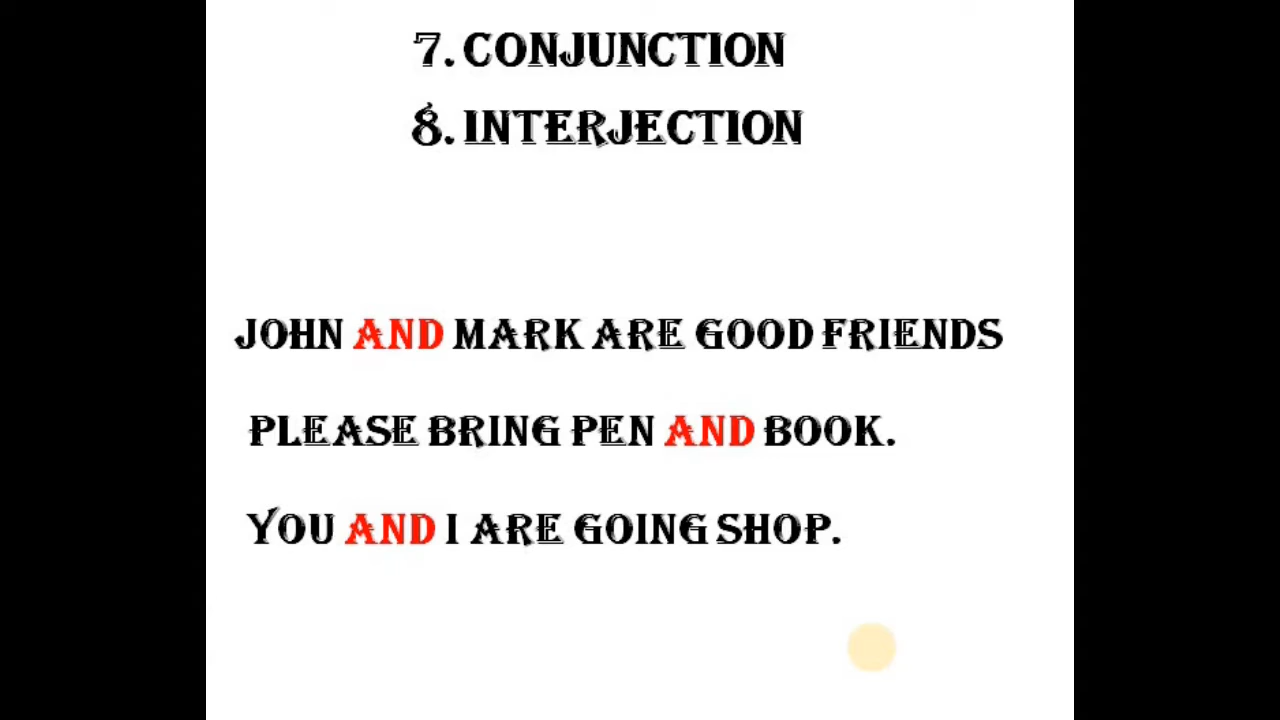 7. CONJUNCTION
8. INTERJECTION
JOHN AND MARK ARE GOOD FRIENDS
PLEASE BRING PEN AND BOOK.
YOU AND I ARE GOING SHOP.